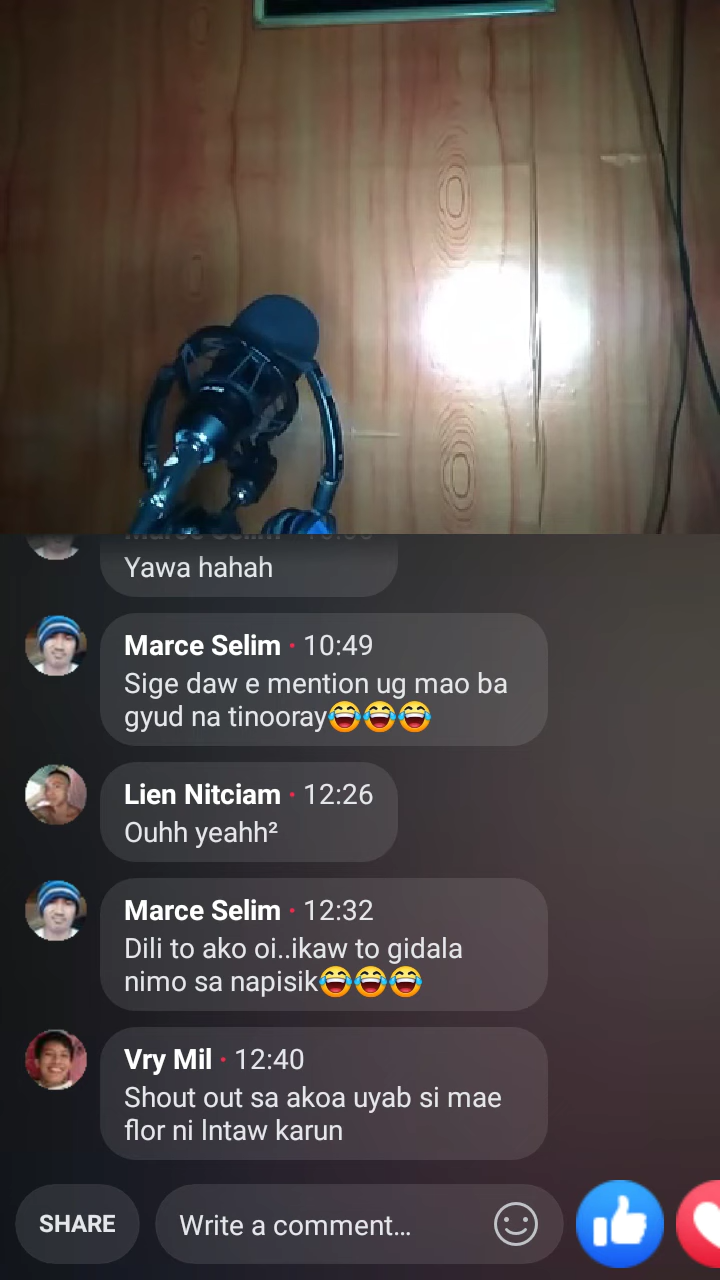 Yawa hahah
Marce Selim · 10:49
Sige daw e mention ug mao ba
gyud na tinooray😂😂😂
Lien Nitciam · 12:26
Ouhh yeahh²
Marce Selim · 12:32
Dili to ako oi..ikaw to gidala
nimo sa napisik😂😂😂
Vry Mil · 12:40
Shout out sa akoa uyab si mae
flor ni lntaw karun
SHARE
Write a comment...